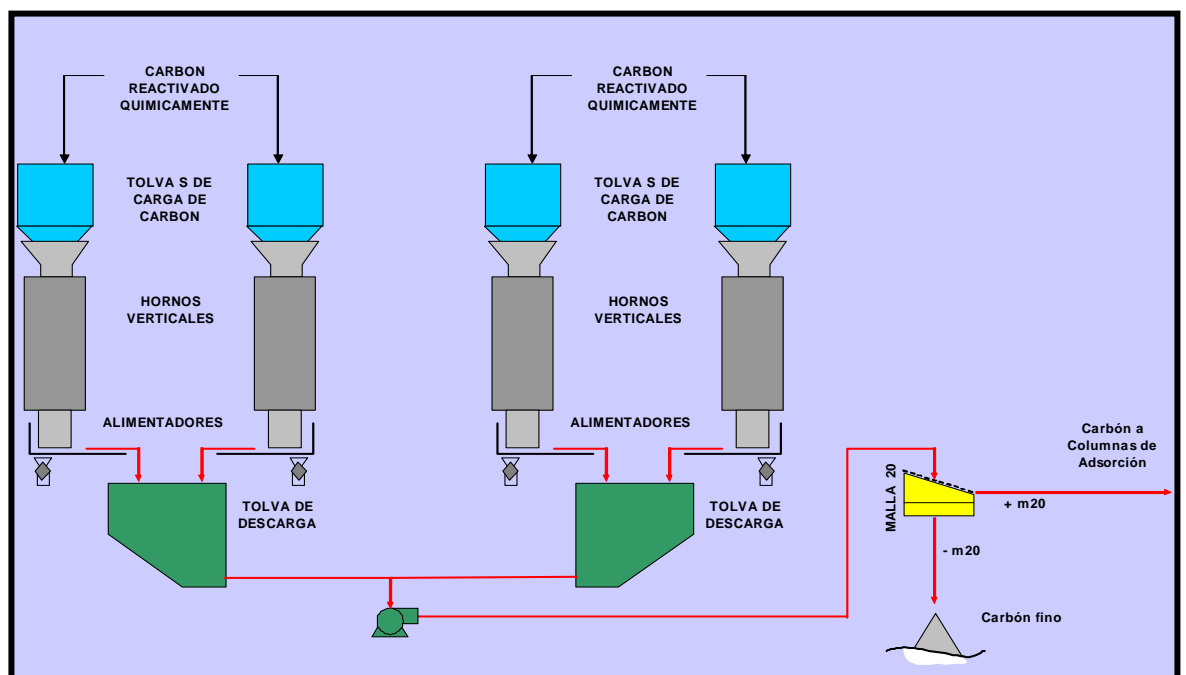 CARBON
REACTIVADO
QUIMICAMENTE
CARBON
REACTIVADO
QUIMICAMENTE
TOLVA S DE
CARGA DE
CARBON
TOLVA S DE
CARGA DE
CARBON
HORNOS
VERTICALES
HORNOS
VERTICALES
ALIMENTADORES
ALIMENTADORES
TOLVA DE
DESCARGA
TOLVA DE
DESCARGA
MALLA 20
Carbón a
Columnas de
Adsorción
+ m20
- m20
Carbón fino